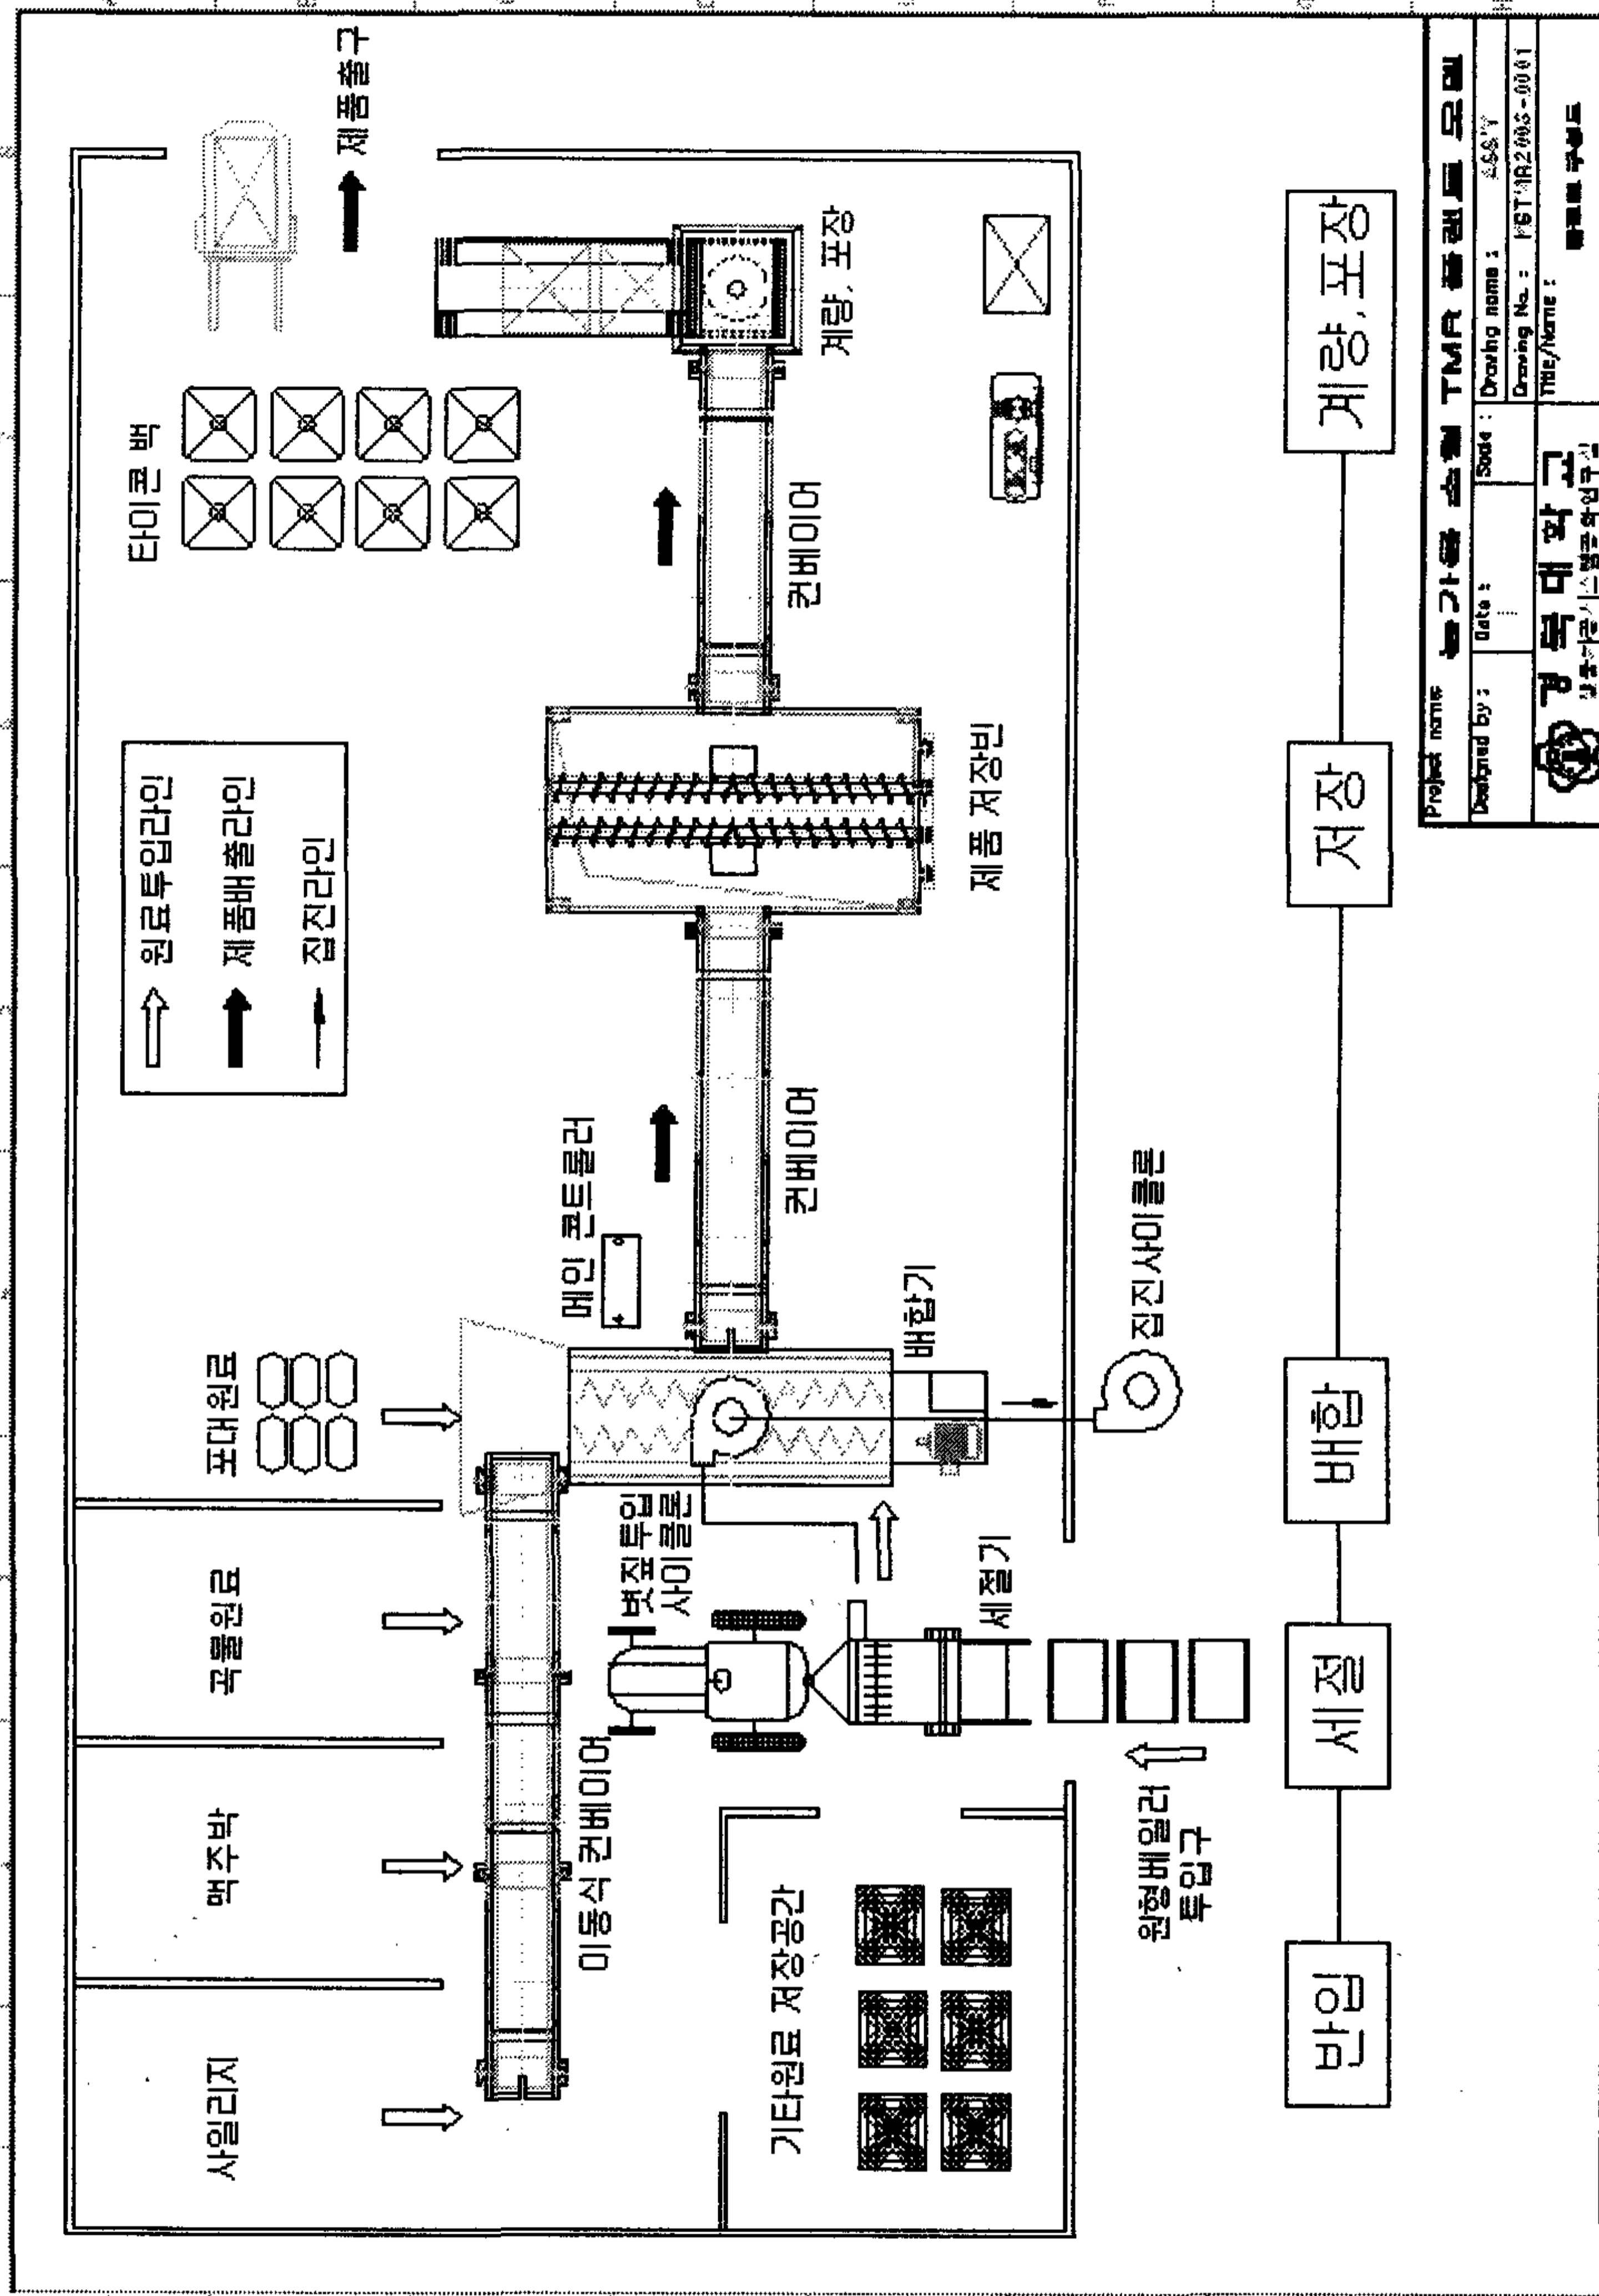 제품출구
타이콘 백
계량, 포장
원료투입라인
제품배출라인
집진라인
컨베이어
제품 저장빈
메인 콘트롤러
컨베이어
포대원료
배합기
집진사이클론
곡물원료
벗짚투입
사이클론
세절기
맥주박
이동식 컨베이어
원형베일러
투입구
사일리지
기타원료 저장공간
반입
세절
배합
저장
계량, 포장
Project name
TMA 플랜트 모델
Designed by :
Date :
Scale :
Drawing name :
ASS'Y
Drawing No. :
Title/Name :
경북대학교